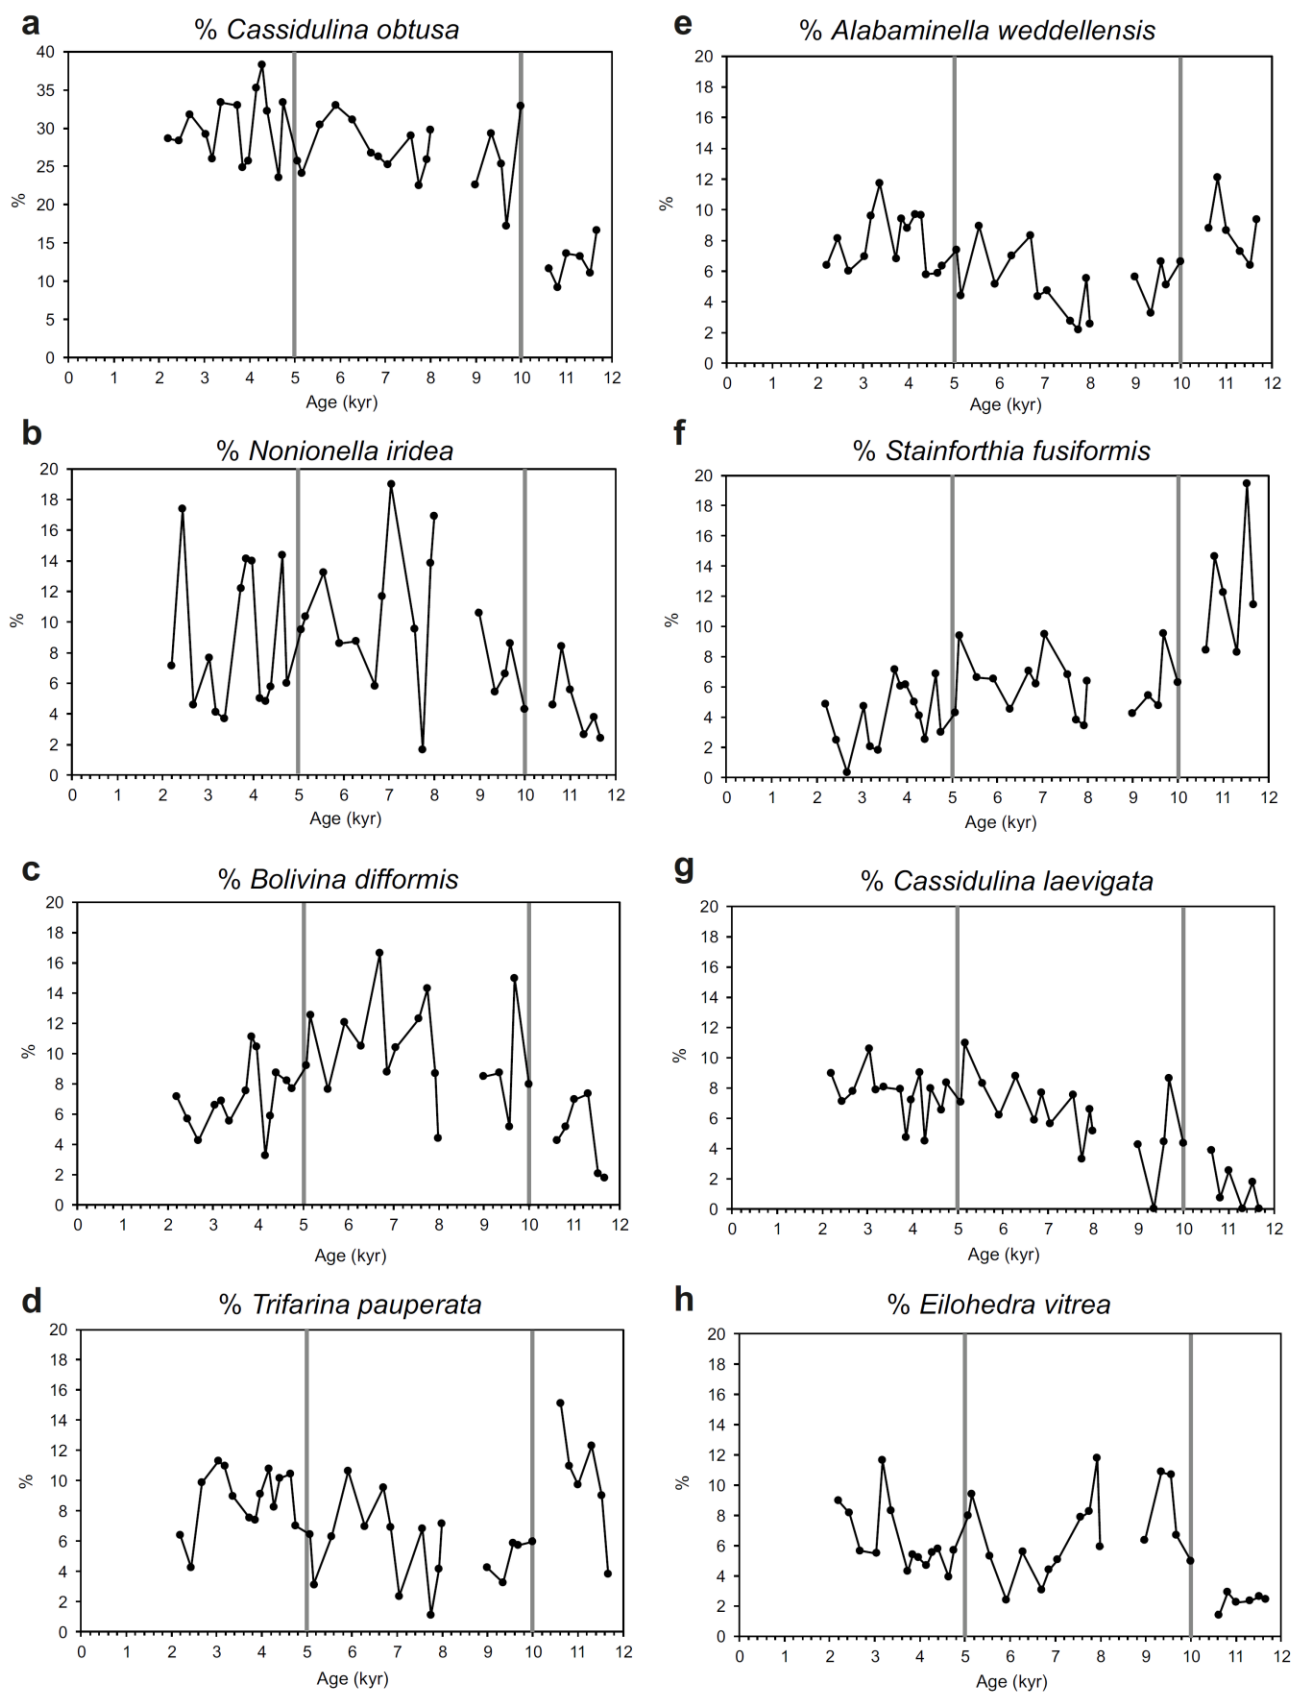 a
% Cassidulina obtusa
40
35
30
25
20
15
10
5
0
%
0 1 2 3 4 5 6 7 8 9 10 11 12
Age (kyr)
b
% Nonionella iridea
20
18
16
14
12
10
8
6
4
2
0
%
0 1 2 3 4 5 6 7 8 9 10 11 12
Age (kyr)
c
% Bolivina difformis
20
18
16
14
12
10
8
6
4
2
0
%
0 1 2 3 4 5 6 7 8 9 10 11 12
Age (kyr)
d
% Trifarina pauperata
20
18
16
14
12
10
8
6
4
2
0
%
0 1 2 3 4 5 6 7 8 9 10 11 12
Age (kyr)
e
% Alabaminella weddellensis
20
18
16
14
12
10
8
6
4
2
0
%
0 1 2 3 4 5 6 7 8 9 10 11 12
Age (kyr)
f
% Stainforthia fusiformis
20
18
16
14
12
10
8
6
4
2
0
%
0 1 2 3 4 5 6 7 8 9 10 11 12
Age (kyr)
g
% Cassidulina laevigata
20
18
16
14
12
10
8
6
4
2
0
%
0 1 2 3 4 5 6 7 8 9 10 11 12
Age (kyr)
h
% Eilohedra vitrea
20
18
16
14
12
10
8
6
4
2
0
%
0 1 2 3 4 5 6 7 8 9 10 11 12
Age (kyr)